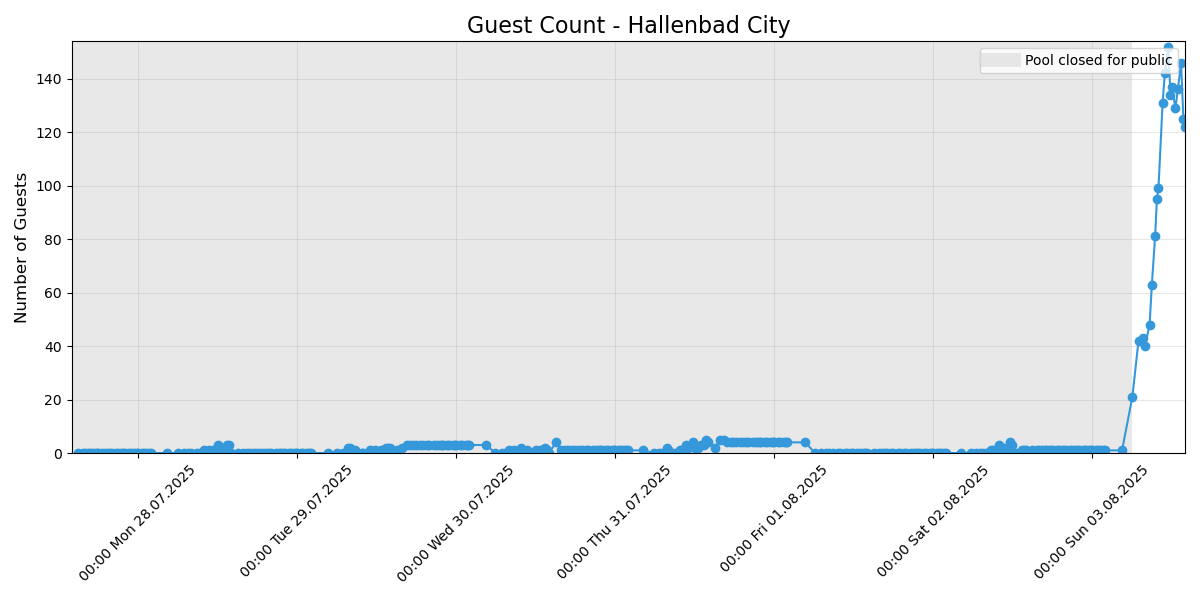 Guest Count - Hallenbad City
Pool closed for public
Number of Guests
140
120
100
80
60
40
20
0
00:00 Mon 28.07.2025
00:00 Tue 29.07.2025
00:00 Wed 30.07.2025
00:00 Thu 31.07.2025
00:00 Fri 01.08.2025
00:00 Sat 02.08.2025
00:00 Sun 03.08.2025